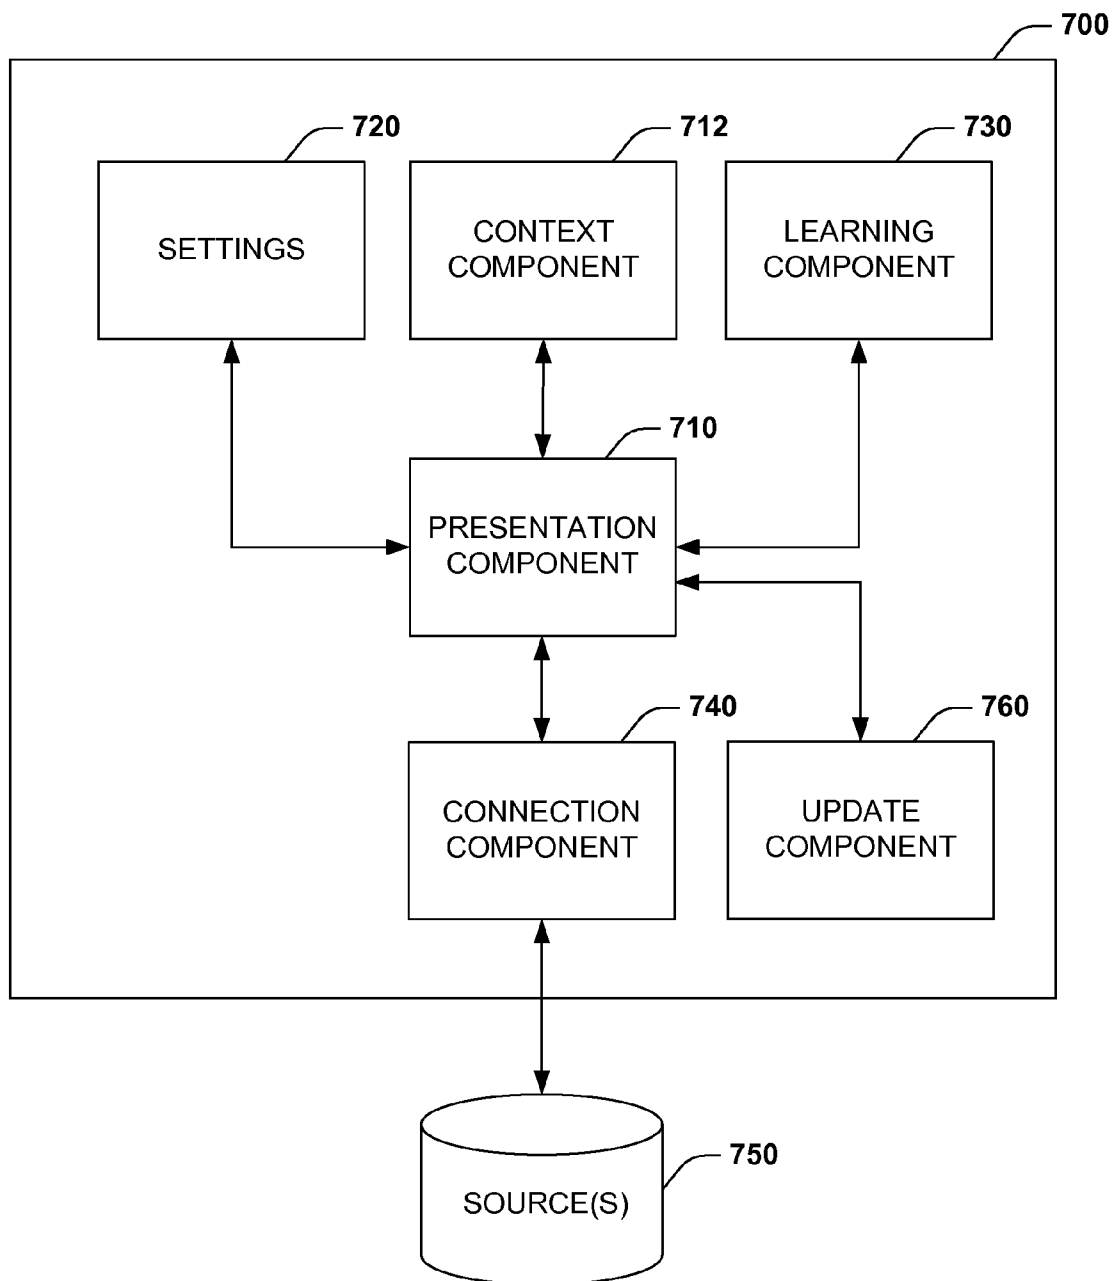 700
720
712
730
SETTINGS
CONTEXT
COMPONENT
LEARNING
COMPONENT
710
PRESENTATION
COMPONENT
740
760
CONNECTION
COMPONENT
UPDATE
COMPONENT
750
SOURCE(S)